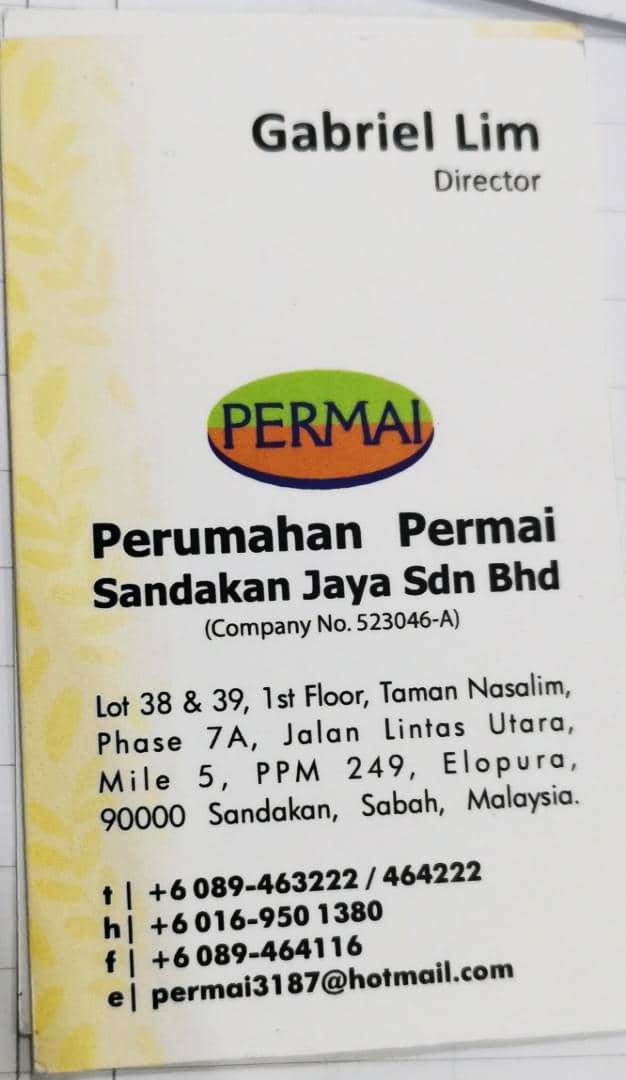 Gabriel Lim
Director
PERMAI
Perumahan Permai
Sandakan Jaya Sdn Bhd
(Company No. 523046-A)
Lot 38 & 39, 1st Floor, Taman Nasalim,
Phase 7A, Jalan Lintas Utara,
Mile 5, PPM 249, Elopura,
90000 Sandakan, Sabah, Malaysia.
t | +6 089-463222 / 464222
h| +6 016-950 1380
f | +6 089-464116
e| permai3187@hotmail.com